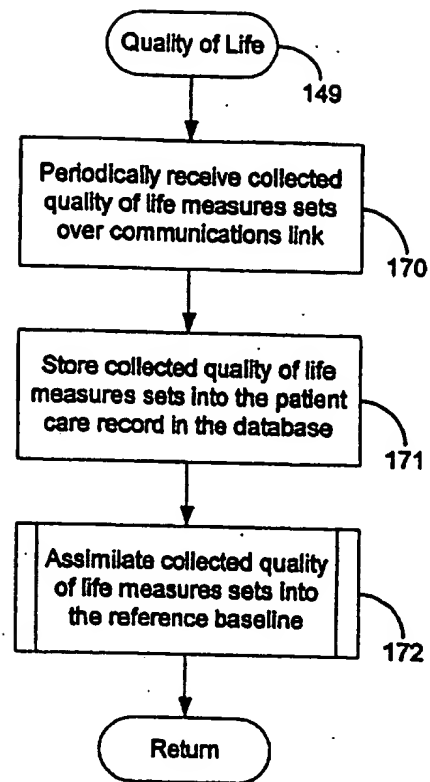 Quality of Life
149
Periodically receive collected
quality of life measures sets
over communications link
170
Store collected quality of life
measures sets into the patient
care record in the database
171
Assimilate collected quality
of life measures sets into
the reference baseline
172
Return